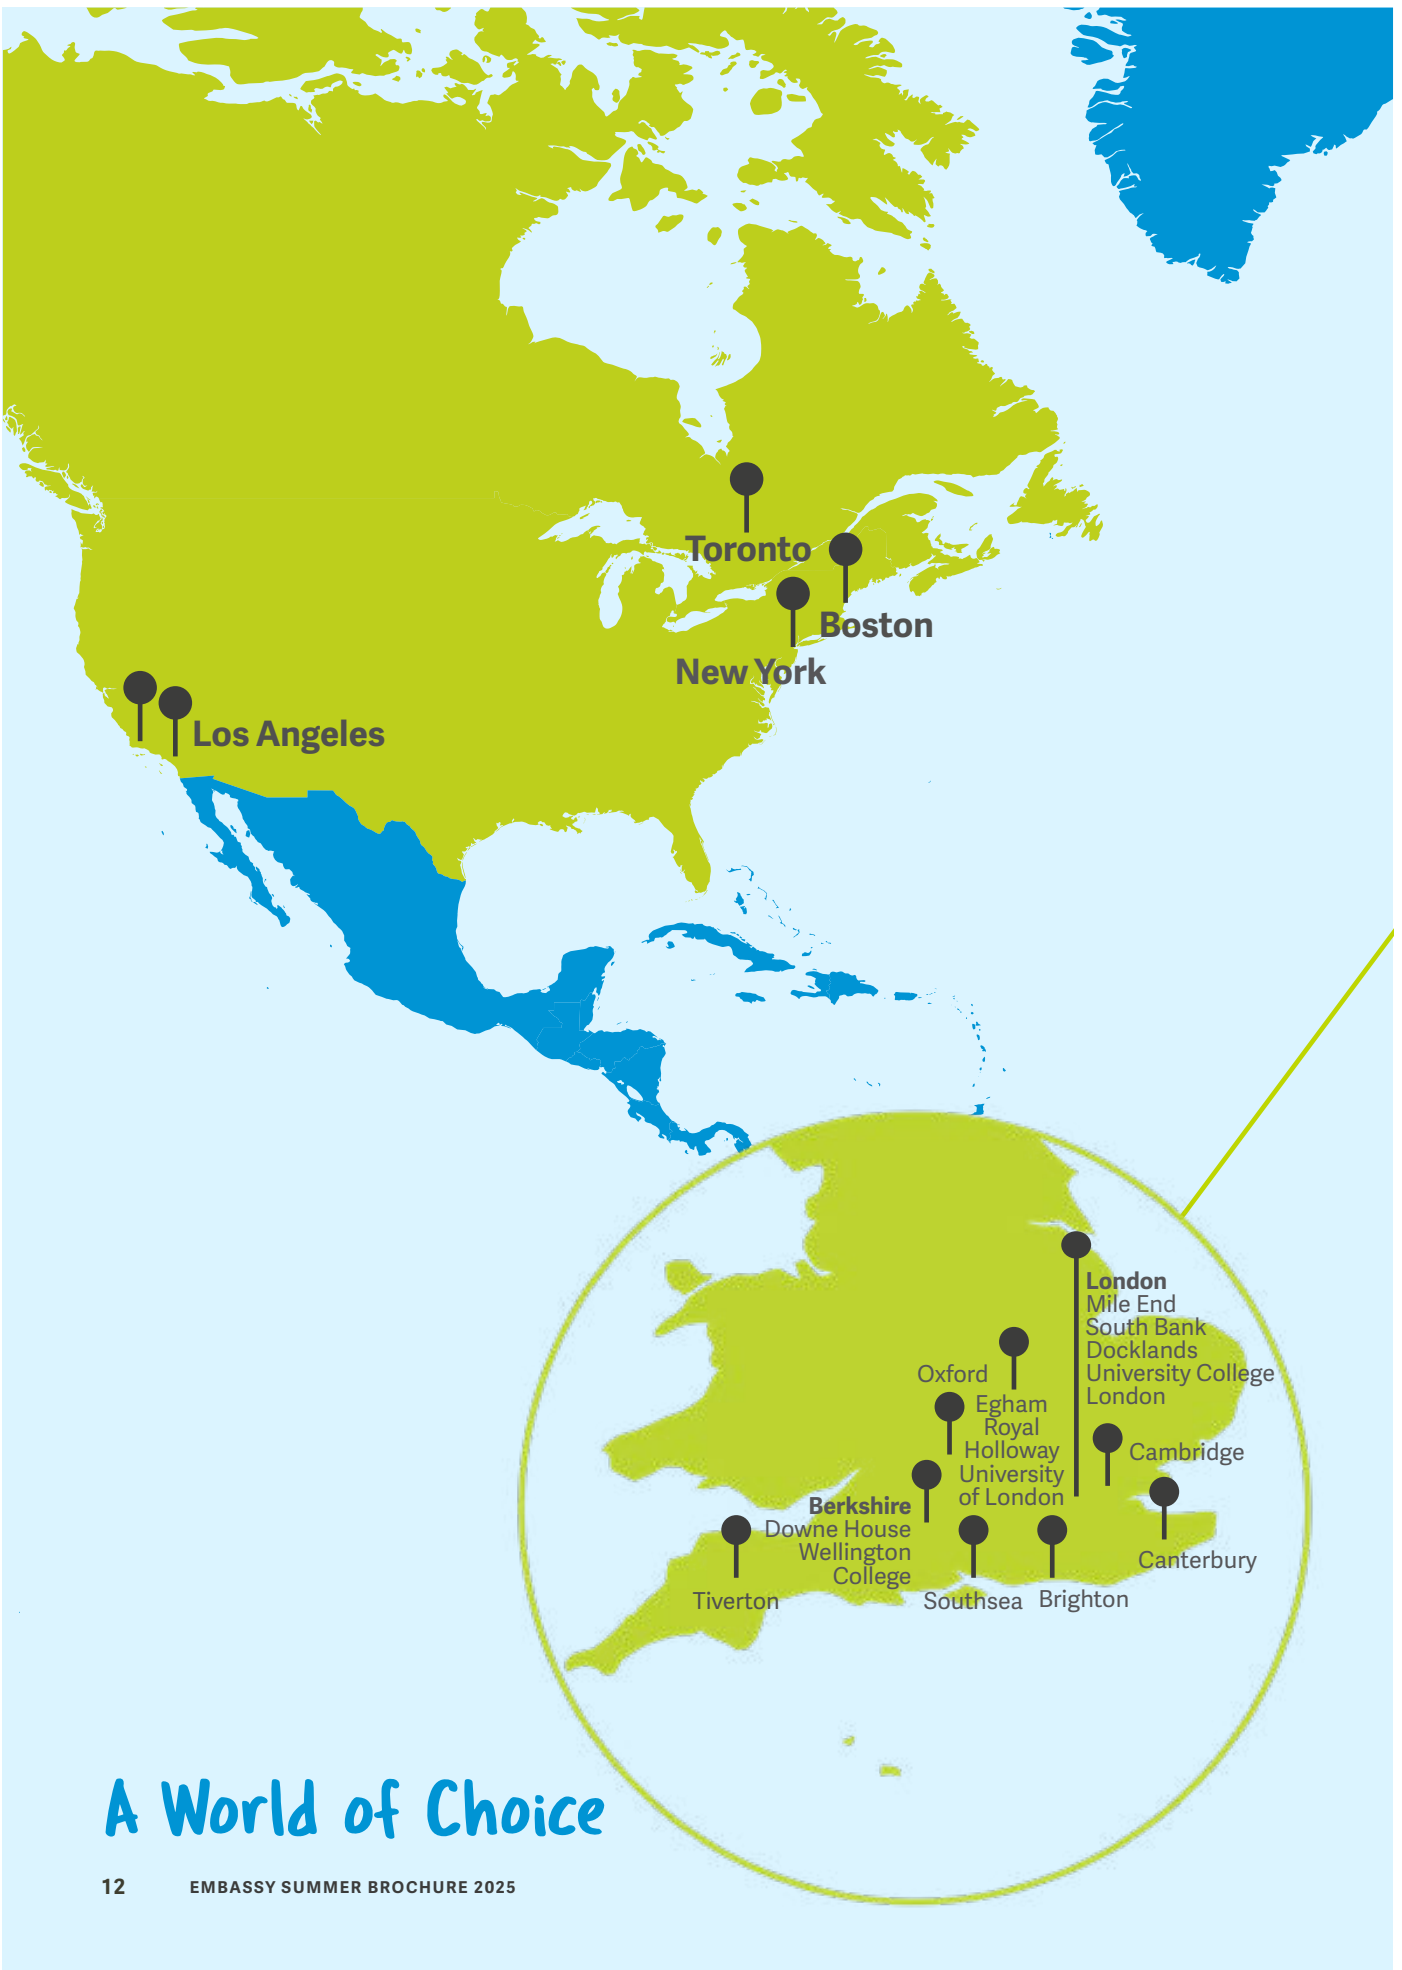 Toronto
Boston
New York
Los Angeles
London
Mile End
South Bank
Docklands
University College
London
Oxford
Egham
Royal
Holloway
University
of London
Cambridge
Berkshire
Downe House
Wellington
College
Canterbury
Tiverton
Southsea
Brighton
A World of Choice
12
EMBASSY SUMMER BROCHURE 2025